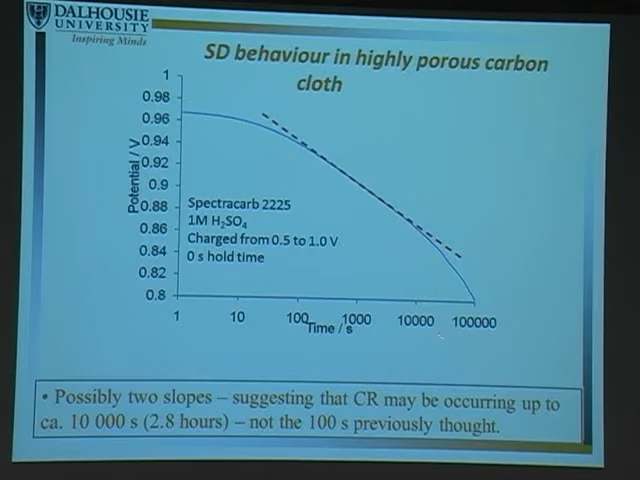 DALHOUSIE
UNIVERSITY
Inspiring Minds
SD behaviour in highly porous carbon
cloth
1
0.98
0.96
0.94
0.92
0.9
0.88
0.86
0.84
0.82
0.8
Potential / V
Spectracarb 2225
1M H₂SO₄
Charged from 0.5 to 1.0 V
0 s hold time
1 10 100 1000 10000 100000
Time / s
• Possibly two slopes – suggesting that CR may be occurring up to
ca. 10 000 s (2.8 hours) – not the 100 s previously thought.